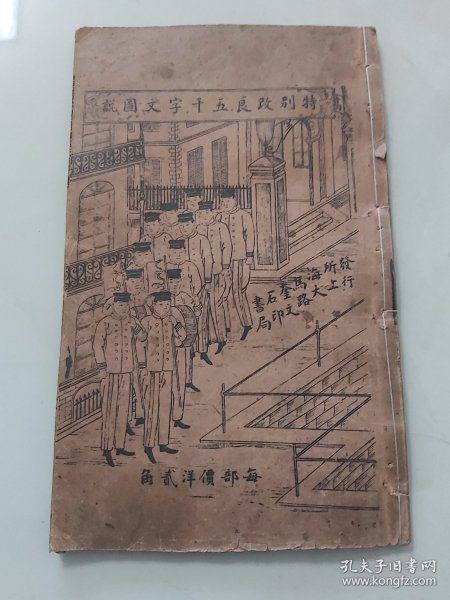 特別改良五千字文圖說
發行所上海大馬路奎文石印書局
每部價洋貳角
孔夫子旧书网
www.kongfz.com